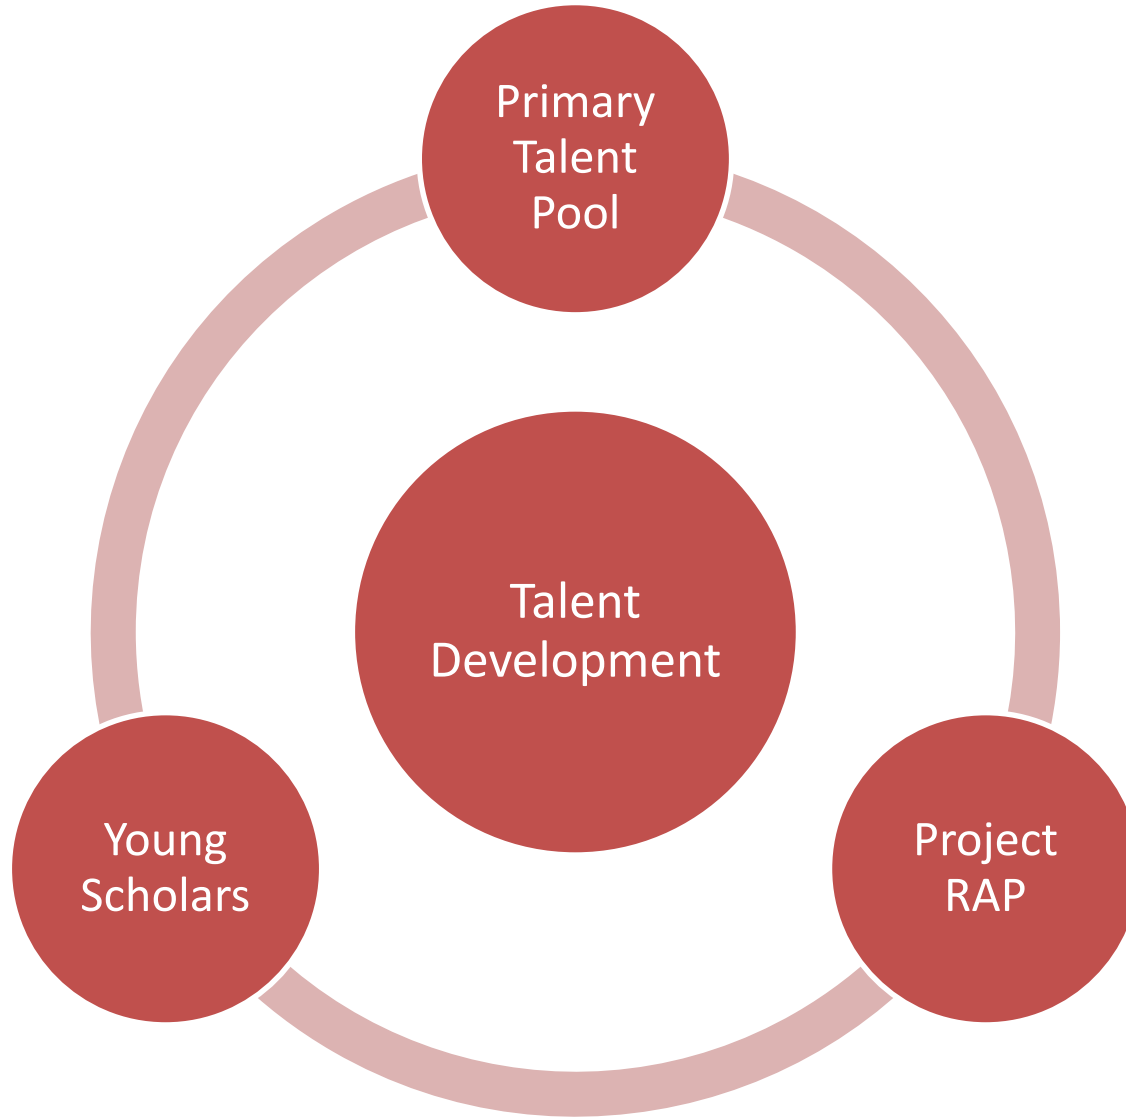 Primary
Talent
Pool
Talent
Development
Young
Scholars
Project
RAP